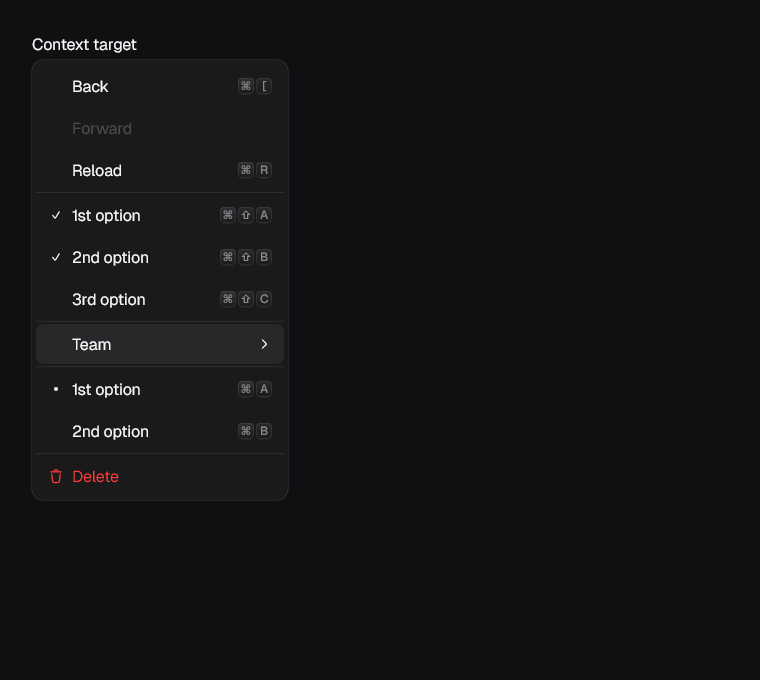 Context target
Back ⌘ [
Forward
Reload ⌘ R
1st option ⌘ ⇧ A
2nd option ⌘ ⇧ B
3rd option ⌘ ⇧ C
Team
1st option ⌘ A
2nd option ⌘ B
Delete